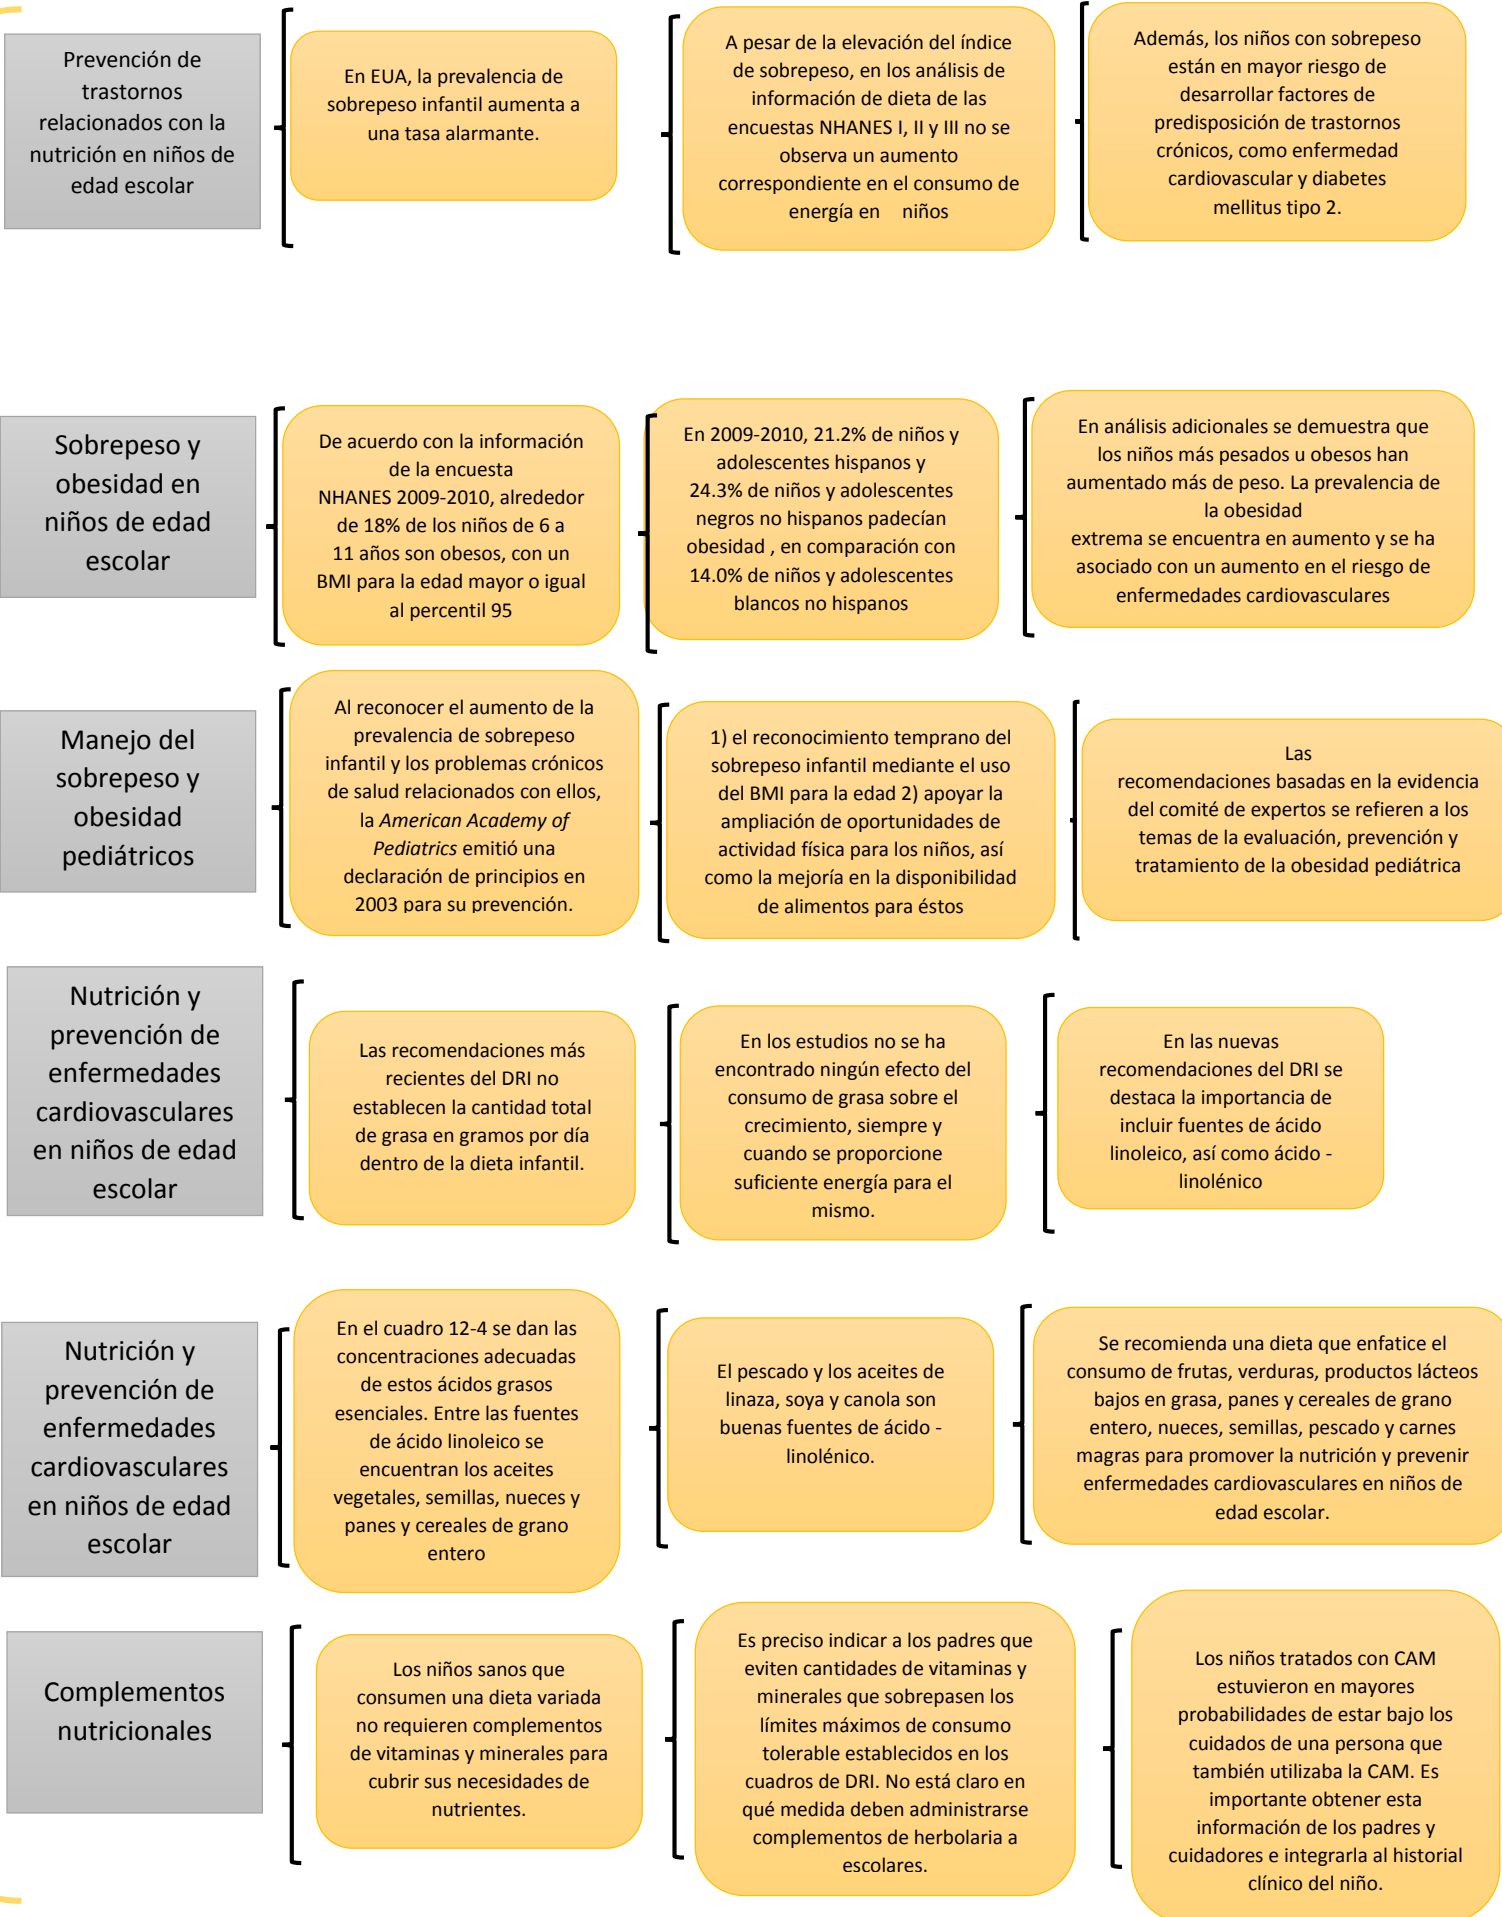 Prevención de
trastornos
relacionados con la
nutrición en niños de
edad escolar
En EUA, la prevalencia de
sobrepeso infantil aumenta a
una tasa alarmante.
A pesar de la elevación del índice
de sobrepeso, en los análisis de
información de dieta de las
encuestas NHANES I, II y III no se
observa un aumento
correspondiente en el consumo de
energía en niños
Además, los niños con sobrepeso
están en mayor riesgo de
desarrollar factores de
predisposición de trastornos
crónicos, como enfermedad
cardiovascular y diabetes
mellitus tipo 2.
Sobrepeso y
obesidad en
niños de edad
escolar
De acuerdo con la información
de la encuesta
NHANES 2009-2010, alrededor
de 18% de los niños de 6 a
11 años son obesos, con un
BMI para la edad mayor o igual
al percentil 95
En 2009-2010, 21.2% de niños y
adolescentes hispanos y
24.3% de niños y adolescentes
negros no hispanos padecían
obesidad , en comparación con
14.0% de niños y adolescentes
blancos no hispanos
En análisis adicionales se demuestra que
los niños más pesados u obesos han
aumentado más de peso. La prevalencia de
la obesidad
extrema se encuentra en aumento y se ha
asociado con un aumento en el riesgo de
enfermedades cardiovasculares
Manejo del
sobrepeso y
obesidad
pediátricos
Al reconocer el aumento de la
prevalencia de sobrepeso
infantil y los problemas crónicos
de salud relacionados con ellos,
la American Academy of
Pediatrics emitió una
declaración de principios en
2003 para su prevención.
1) el reconocimiento temprano del
sobrepeso infantil mediante el uso
del BMI para la edad 2) apoyar la
ampliación de oportunidades de
actividad física para los niños, así
como la mejoría en la disponibilidad
de alimentos para éstos
Las
recomendaciones basadas en la evidencia
del comité de expertos se refieren a los
temas de la evaluación, prevención y
tratamiento de la obesidad pediátrica
Nutrición y
prevención de
enfermedades
cardiovasculares
en niños de edad
escolar
Las recomendaciones más
recientes del DRI no
establecen la cantidad total
de grasa en gramos por día
dentro de la dieta infantil.
En los estudios no se ha
encontrado ningún efecto del
consumo de grasa sobre el
crecimiento, siempre y
cuando se proporcione
suficiente energía para el
mismo.
En las nuevas
recomendaciones del DRI se
destaca la importancia de
incluir fuentes de ácido
linoleico, así como ácido -
linolénico
Nutrición y
prevención de
enfermedades
cardiovasculares
en niños de edad
escolar
En el cuadro 12-4 se dan las
concentraciones adecuadas
de estos ácidos grasos
esenciales. Entre las fuentes
de ácido linoleico se
encuentran los aceites
vegetales, semillas, nueces y
panes y cereales de grano
entero
El pescado y los aceites de
linaza, soya y canola son
buenas fuentes de ácido -
linolénico.
Se recomienda una dieta que enfatice el
consumo de frutas, verduras, productos lácteos
bajos en grasa, panes y cereales de grano
entero, nueces, semillas, pescado y carnes
magras para promover la nutrición y prevenir
enfermedades cardiovasculares en niños de
edad escolar.
Complementos
nutricionales
Los niños sanos que
consumen una dieta variada
no requieren complementos
de vitaminas y minerales para
cubrir sus necesidades de
nutrientes.
Es preciso indicar a los padres que
eviten cantidades de vitaminas y
minerales que sobrepasen los
límites máximos de consumo
tolerable establecidos en los
cuadros de DRI. No está claro en
qué medida deben administrarse
complementos de herbolaria a
escolares.
Los niños tratados con CAM
estuvieron en mayores
probabilidades de estar bajo los
cuidados de una persona que
también utilizaba la CAM. Es
importante obtener esta
información de los padres y
cuidadores e integrarla al historial
clínico del niño.